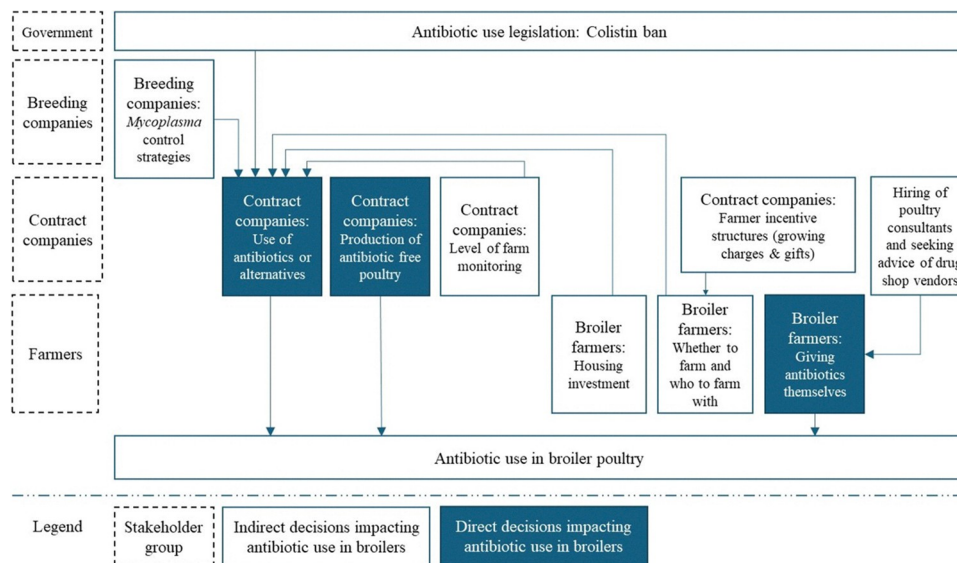 Government
Antibiotic use legislation: Colistin ban
Breeding
companies
Breeding
companies:
Mycoplasma
control
strategies
Contract
companies
Contract
companies:
Use of
antibiotics or
alternatives
Contract
companies:
Production of
antibiotic free
poultry
Contract
companies:
Level of farm
monitoring
Contract companies:
Farmer incentive
structures (growing
charges & gifts)
Hiring of
poultry
consultants
and seeking
advice of drug
shop vendors
Farmers
Broiler
farmers:
Housing
investment
Broiler
farmers:
Whether to
farm and
who to farm
with
Broiler
farmers:
Giving
antibiotics
themselves
Antibiotic use in broiler poultry
Legend
Stakeholder
group
Indirect decisions impacting
antibiotic use in broilers
Direct decisions impacting
antibiotic use in broilers